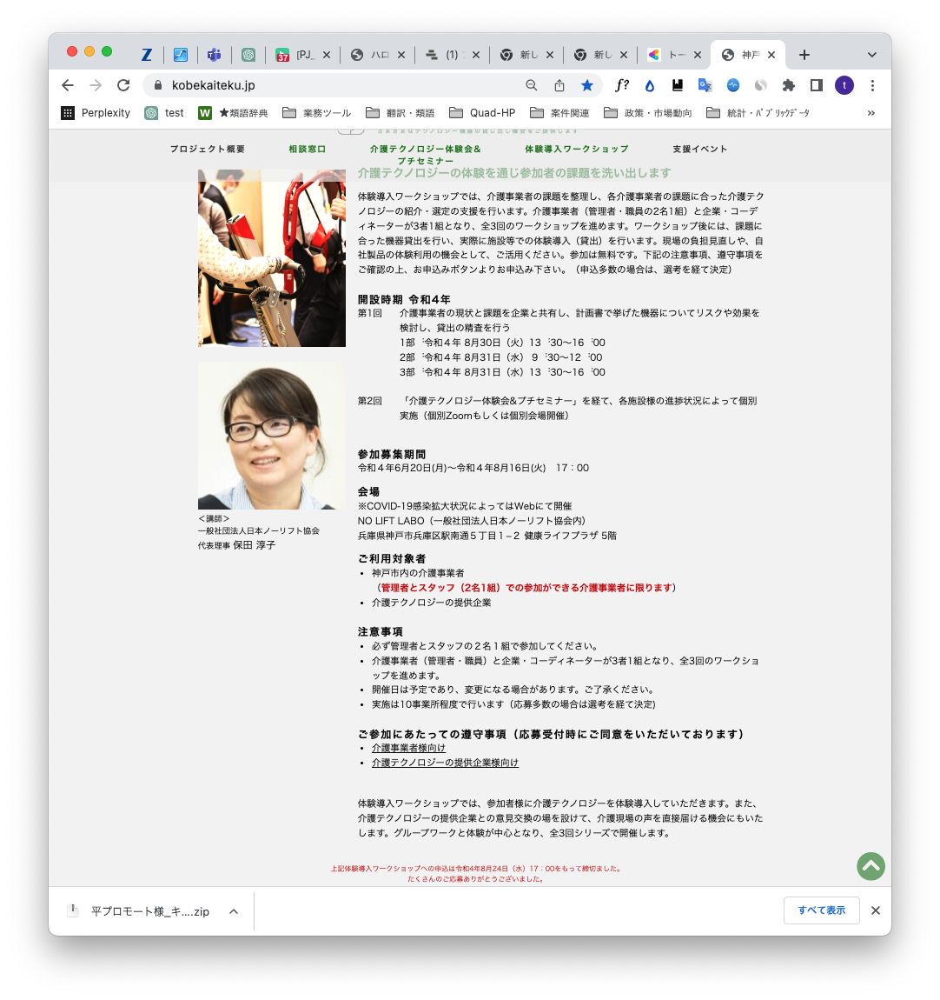 [PJ_
37
ハロ
(1)
新し
新し
トー
神戸
kobekaiteku.jp
f?
t
Perplexity
test
W
★類語辞典
業務ツール
翻訳・類語
Quad-HP
案件関連
政策・市場動向
統計・ﾊﾟﾌﾞﾘｯｸﾃﾞｰﾀ
»
さまざまなテクノロジー機器の貸し出し機会をご提供します
プロジェクト概要
相談窓口
介護テクノロジー体験会&
プチセミナー
体験導入ワークショップ
支援イベント
介護テクノロジーの体験を通じ参加者の課題を洗い出します
体験導入ワークショップでは、介護事業者の課題を整理し、各介護事業者の課題に合った介護テク
ノロジーの紹介・選定の支援を行います。介護事業者（管理者・職員の2名1組）と企業・コーデ
ィネーターが3者1組となり、全3回のワークショップを進めます。ワークショップ後には、課題に
合った機器貸出を行い、実際に施設等での体験導入（貸出）を行います。現場の負担見直しや、自
社製品の体験利用の機会として、ご活用ください。参加は無料です。下記の注意事項、遵守事項を
ご確認の上、お申込みボタンよりお申込み下さい。（申込多数の場合は、選考を経て決定）
開設時期 令和4年
第1回　介護事業者の現状と課題を企業と共有し、計画書で挙げた機器についてリスクや効果を
検討し、貸出の精査を行う
1部：令和４年 8月30日（火）13：30〜16：00
2部：令和４年 8月31日（水） 9：30〜12：00
3部：令和４年 8月31日（水）13：30〜16：00
第2回　「介護テクノロジー体験会&プチセミナー」を経て、各施設様の進捗状況によって個別
実施（個別Zoomもしくは個別会場開催）
参加募集期間
令和４年6月20日(月)〜令和４年8月16日(火)　17：00
会場
※COVID-19感染拡大状況によってはWebにて開催
NO LIFT LABO（一般社団法人日本ノーリフト協会内）
兵庫県神戸市兵庫区駅南通５丁目１−２ 健康ライフプラザ 5階
＜講師＞
一般社団法人日本ノーリフト協会
代表理事 保田 淳子
ご利用対象者
• 神戸市内の介護事業者
（管理者とスタッフ（2名1組）での参加ができる介護事業者に限ります）
• 介護テクノロジーの提供企業
注意事項
• 必ず管理者とスタッフの２名１組で参加してください。
• 介護事業者（管理者・職員）と企業・コーディネーターが3者1組となり、全3回のワークショ
ップを進めます。
• 開催日は予定であり、変更になる場合があります。ご了承ください。
• 実施は10事業所程度で行います（応募多数の場合は選考を経て決定)
ご参加にあたっての遵守事項（応募受付時にご同意をいただいております）
• 介護事業者様向け
• 介護テクノロジーの提供企業様向け
体験導入ワークショップでは、参加者様に介護テクノロジーを体験導入していただきます。また、
介護テクノロジーの提供企業との意見交換の場を設けて、介護現場の声を直接届ける機会にもいた
します。グループワークと体験が中心となり、全3回シリーズで開催します。
上記体験導入ワークショップへの申込は令和4年8月24日（水）17：00をもって締切ました。
たくさんのご応募ありがとうございました。
平プロモート様_キ....zip
すべて表示